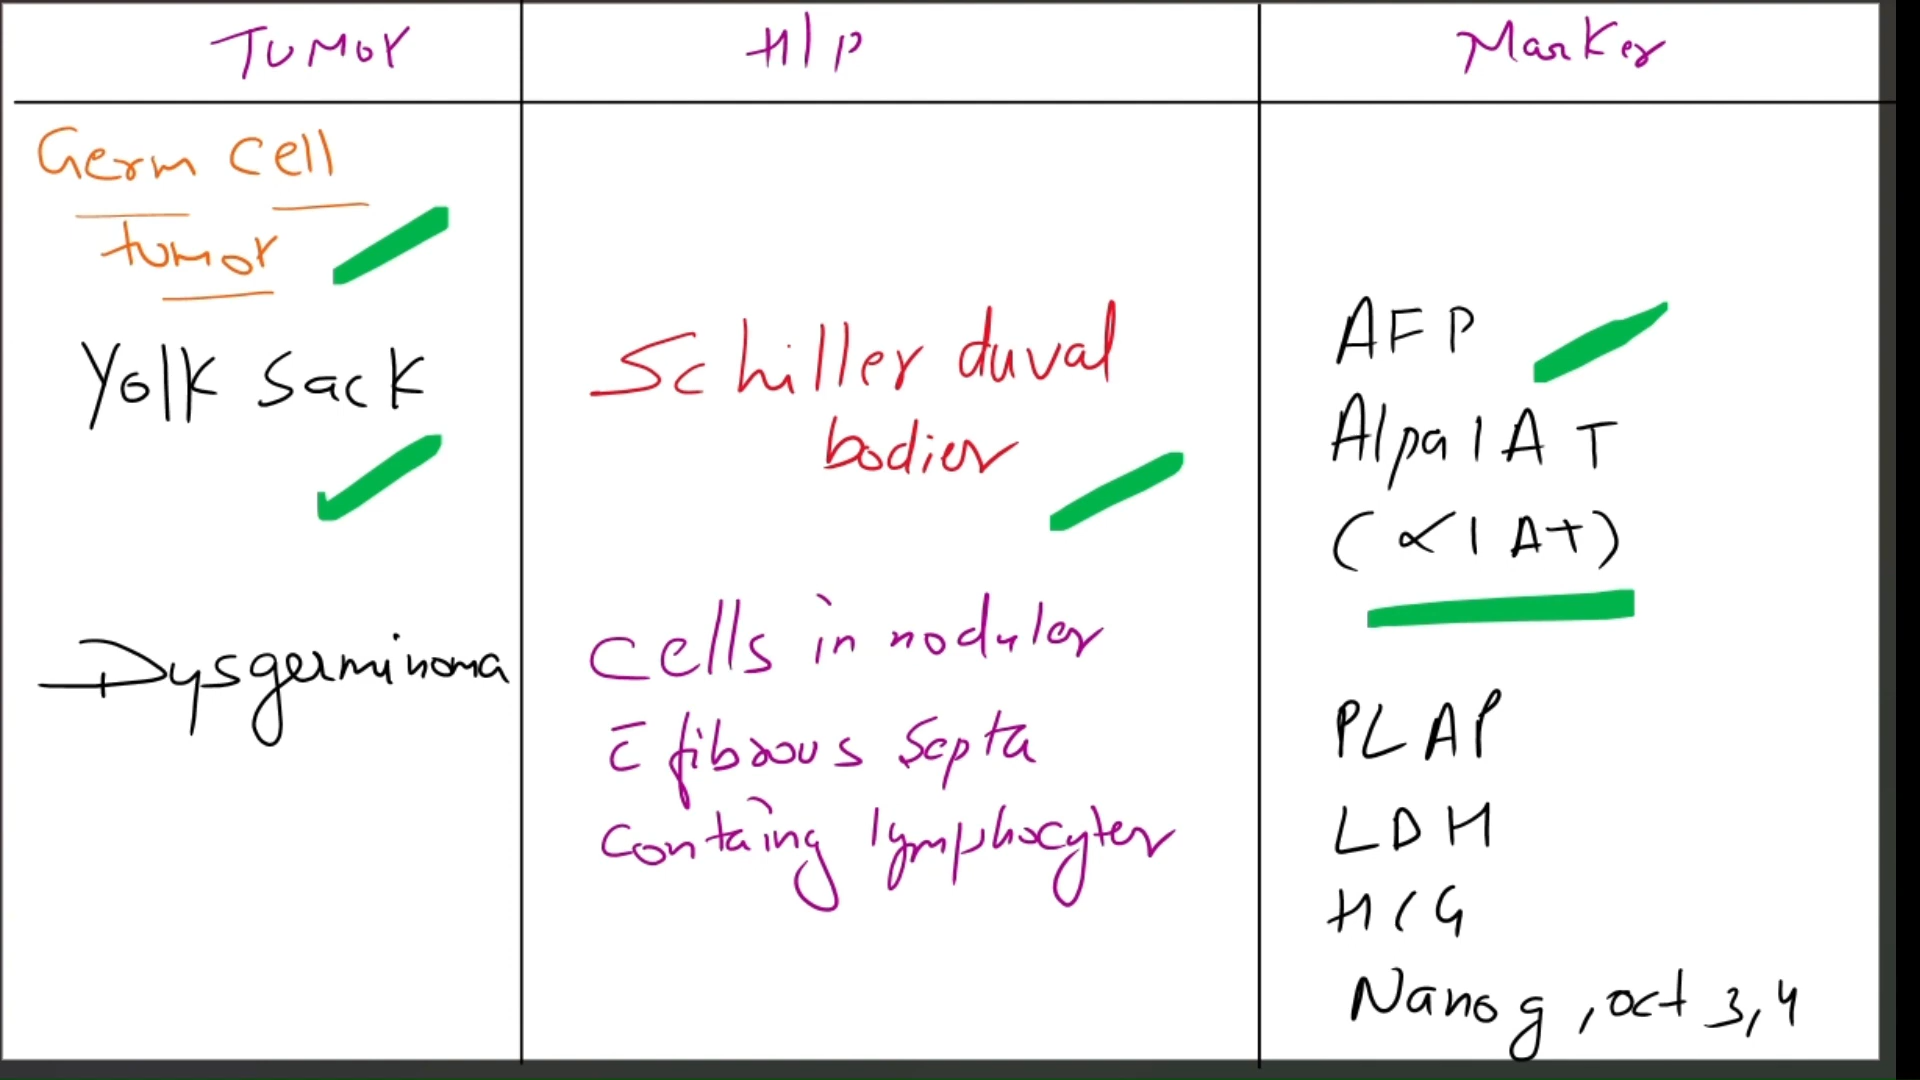 Tumor H/P Marker
Germ cell
tumor
Yolk Sack Schiller duval bodies AFP
Alpa 1 A T
(α1 AT)
Dysgerminoma Cells in nodular PLAP
c̄ fibrous Septa LDH
Containg lymphocytes HCG
Nanog, oct 3,4